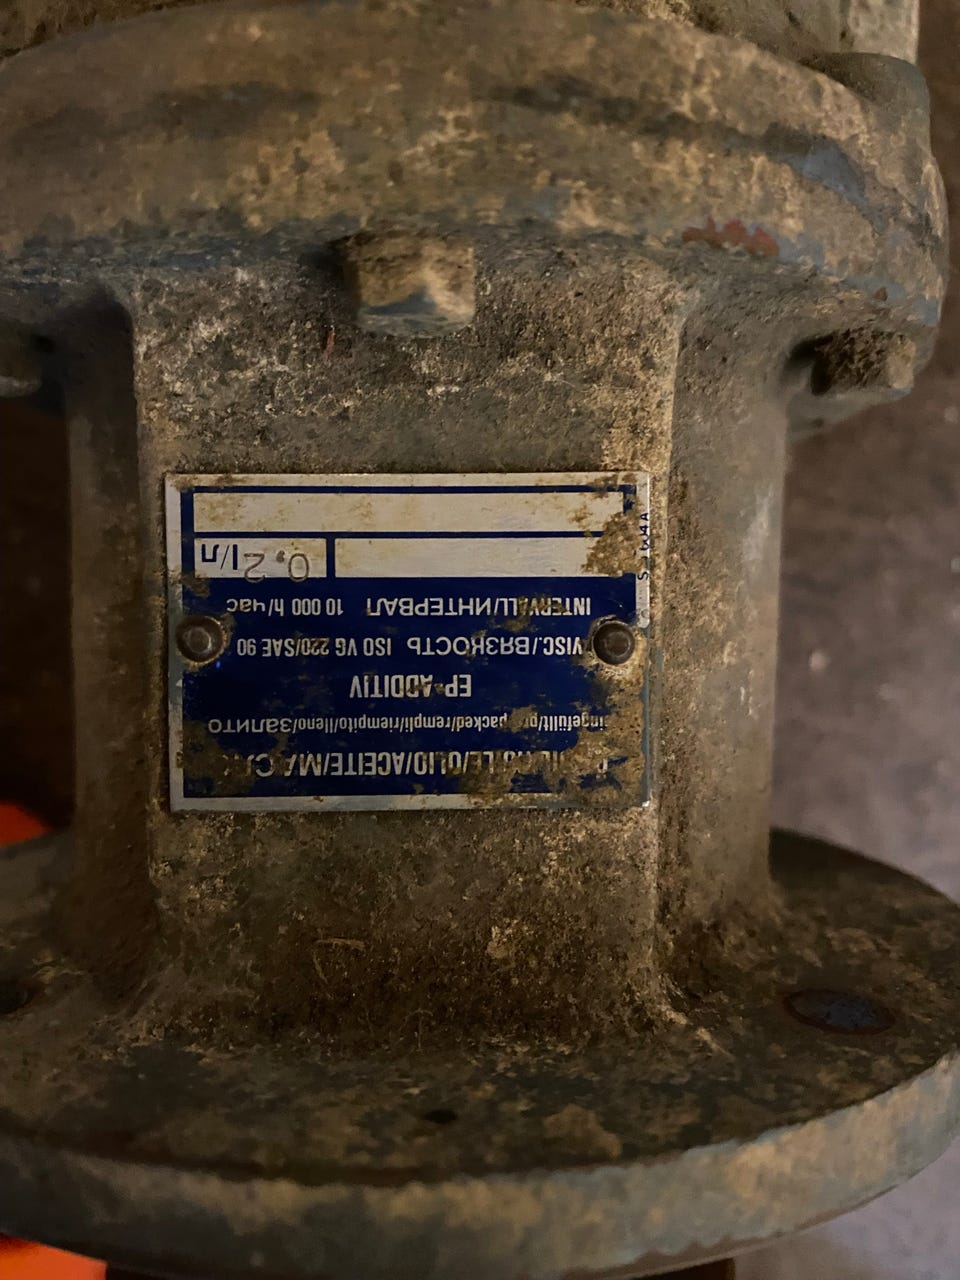 OLIO/ACEITE/
packed/rempli/riempito/lleno/залито
EP-ADDITIV
VISC./ВЯЗКОСТЬ ISO VG 220/SAE 90
INTERVALL/ИНТЕРВАЛ 10 000 h/час
0,2 l/л